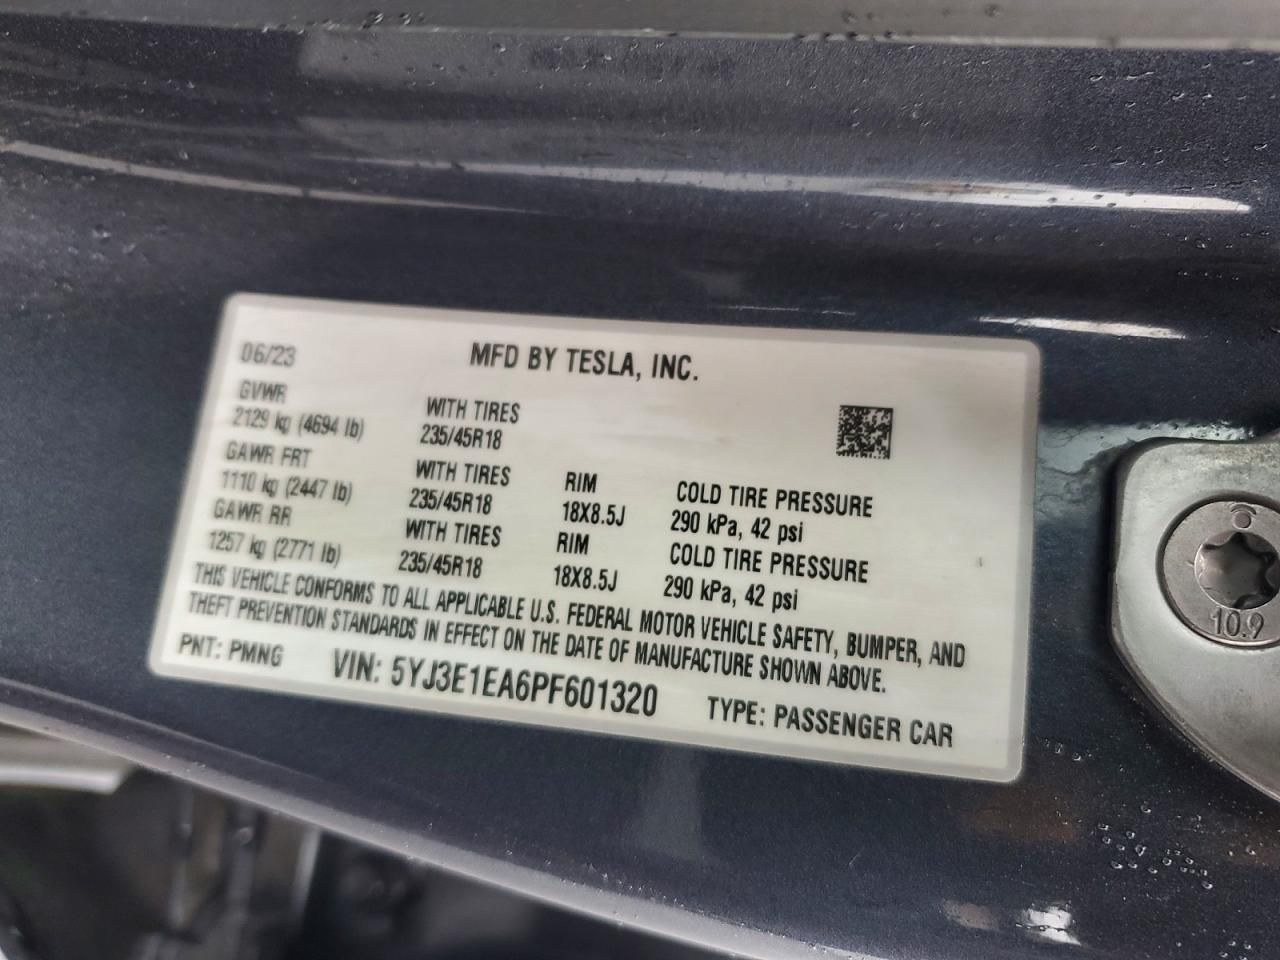 06/23 MFD BY TESLA, INC.
GVWR
2129 kg (4694 lb) WITH TIRES
235/45R18
GAWR FRT
1110 kg (2447 lb) WITH TIRES RIM COLD TIRE PRESSURE
235/45R18 18X8.5J 290 kPa, 42 psi
GAWR RR
1257 kg (2771 lb) WITH TIRES RIM COLD TIRE PRESSURE
235/45R18 18X8.5J 290 kPa, 42 psi
THIS VEHICLE CONFORMS TO ALL APPLICABLE U.S. FEDERAL MOTOR VEHICLE SAFETY, BUMPER, AND
THEFT PREVENTION STANDARDS IN EFFECT ON THE DATE OF MANUFACTURE SHOWN ABOVE.
PNT: PMNG VIN: 5YJ3E1EA6PF601320 TYPE: PASSENGER CAR
10.9